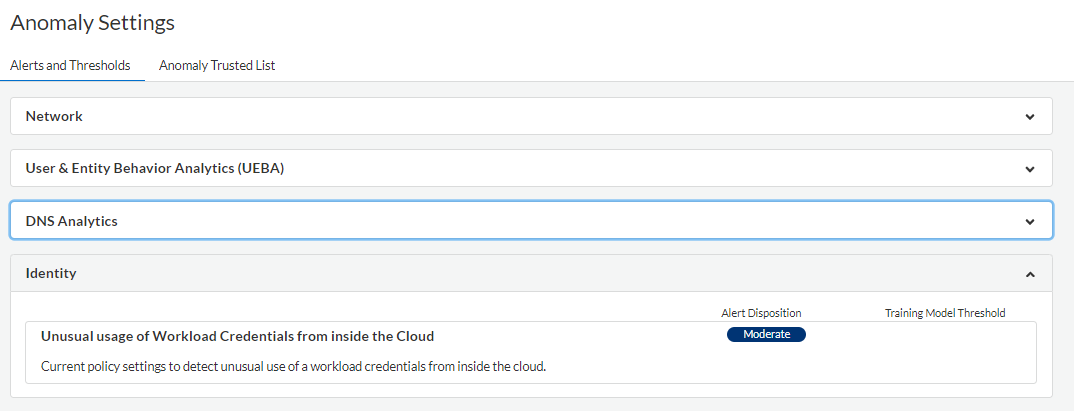 Anomaly Settings
Alerts and Thresholds Anomaly Trusted List
Network
User & Entity Behavior Analytics (UEBA)
DNS Analytics
Identity
Alert Disposition Training Model Threshold
Unusual usage of Workload Credentials from inside the Cloud Moderate
Current policy settings to detect unusual use of a workload credentials from inside the cloud.